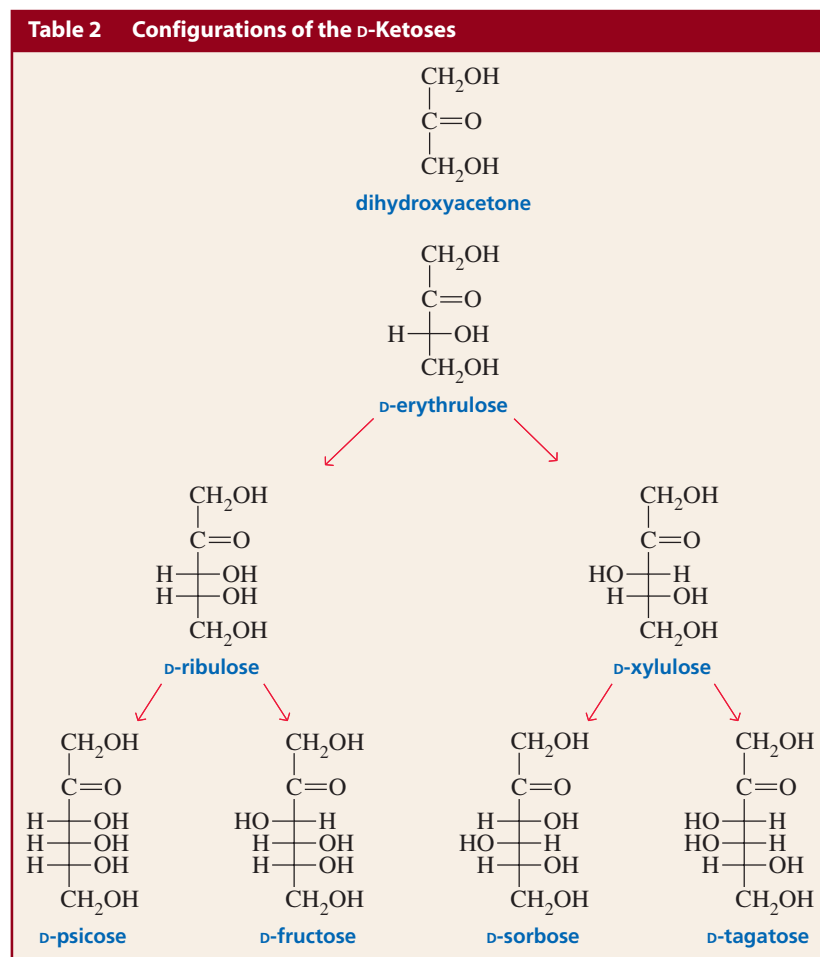 Table 2 Configurations of the D-Ketoses
CH₂OH
C=O
CH₂OH
dihydroxyacetone
CH₂OH
C=O
H OH
CH₂OH
D-erythrulose
CH₂OH
C=O
H OH
H OH
CH₂OH
D-ribulose
CH₂OH
C=O
HO H
H OH
CH₂OH
D-xylulose
CH₂OH
C=O
H OH
H OH
H OH
CH₂OH
D-psicose
CH₂OH
C=O
HO H
H OH
H OH
CH₂OH
D-fructose
CH₂OH
C=O
H OH
HO H
H OH
CH₂OH
D-sorbose
CH₂OH
C=O
HO H
HO H
H OH
CH₂OH
D-tagatose